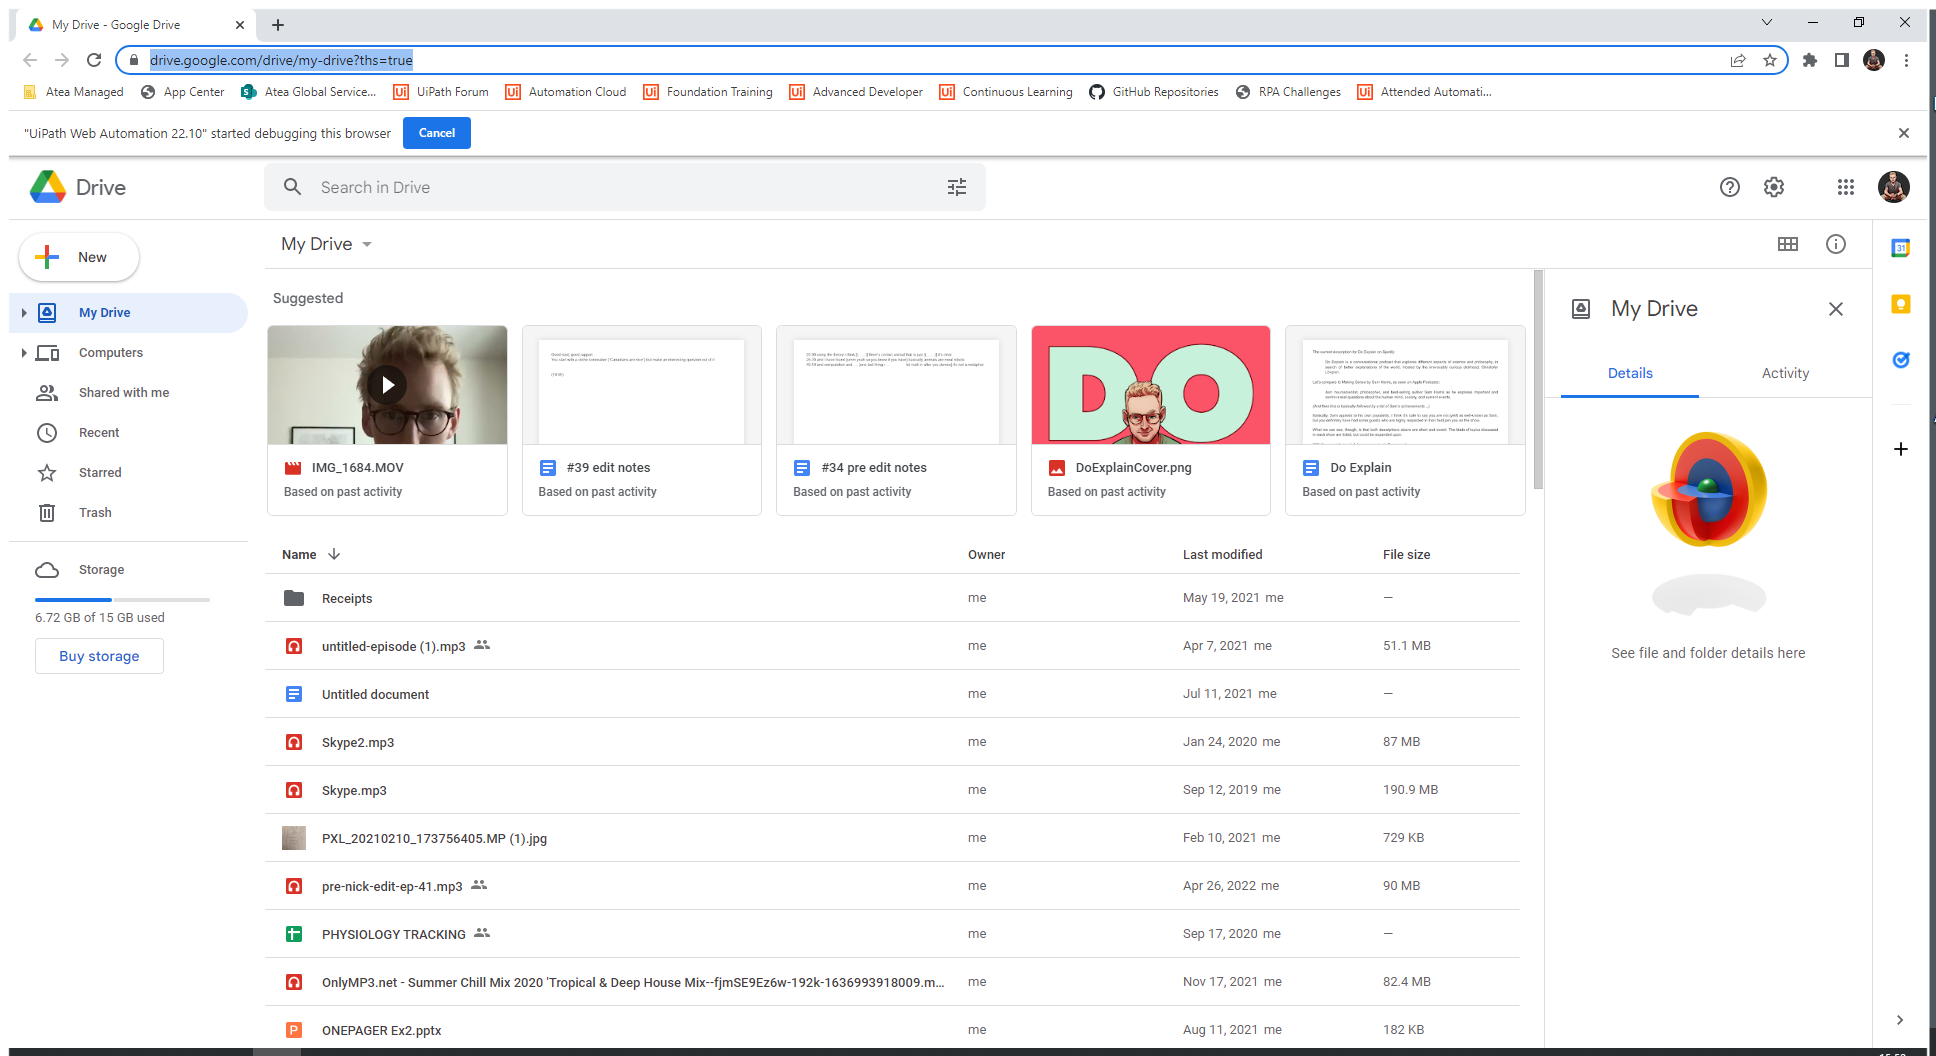 My Drive - Google Drive
drive.google.com/drive/my-drive?ths=true
Atea Managed
App Center
Atea Global Service...
UiPath Forum
Automation Cloud
Foundation Training
Advanced Developer
Continuous Learning
GitHub Repositories
RPA Challenges
Attended Automati...
"UiPath Web Automation 22.10" started debugging this browser
Cancel
Drive
Search in Drive
New
My Drive
Computers
Shared with me
Recent
Starred
Trash
Storage
6.72 GB of 15 GB used
Buy storage
My Drive
Suggested
DO
IMG_1684.MOV
Based on past activity
#39 edit notes
Based on past activity
#34 pre edit notes
Based on past activity
DoExplainCover.png
Based on past activity
Do Explain
Based on past activity
Name Owner Last modified File size
Receipts me May 19, 2021 me —
untitled-episode (1).mp3 me Apr 7, 2021 me 51.1 MB
Untitled document me Jul 11, 2021 me —
Skype2.mp3 me Jan 24, 2020 me 87 MB
Skype.mp3 me Sep 12, 2019 me 190.9 MB
PXL_20210210_173756405.MP (1).jpg me Feb 10, 2021 me 729 KB
pre-nick-edit-ep-41.mp3 me Apr 26, 2022 me 90 MB
PHYSIOLOGY TRACKING me Sep 17, 2020 me —
OnlyMP3.net - Summer Chill Mix 2020 'Tropical & Deep House Mix--fjmSE9Ez6w-192k-1636993918009.m... me Nov 17, 2021 me 82.4 MB
ONEPAGER Ex2.pptx me Aug 11, 2021 me 182 KB
My Drive
Details
Activity
See file and folder details here
31